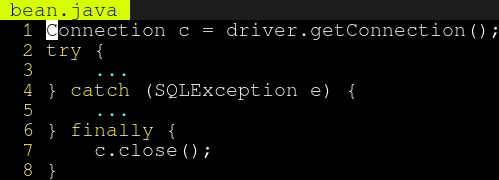 bean.java
1 Connection c = driver.getConnection();
2 try {
3     ...
4 } catch (SQLException e) {
5     ...
6 } finally {
7     c.close();
8 }